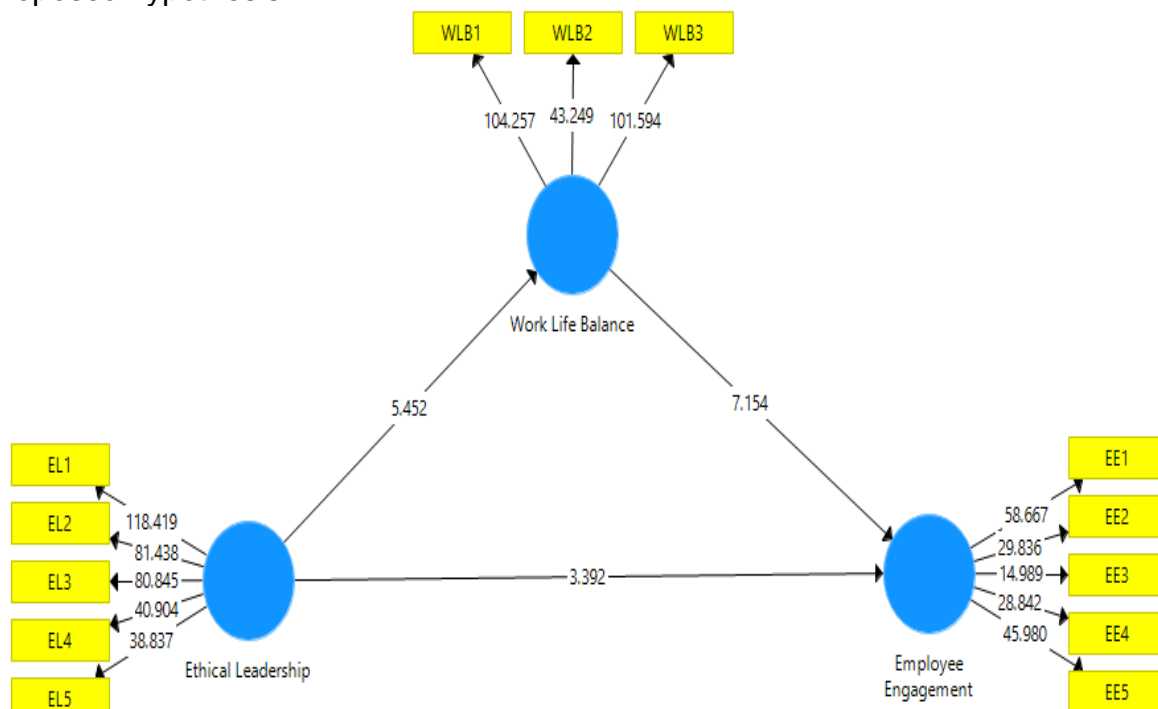 WLB1 WLB2 WLB3
104.257 43.249 101.594
Work Life Balance
5.452 7.154
EL1
EL2
EL3
EL4
EL5
118.419
81.438
80.845
40.904
38.837
Ethical Leadership
3.392
EE1
EE2
EE3
EE4
EE5
58.667
29.836
14.989
28.842
45.980
Employee
Engagement